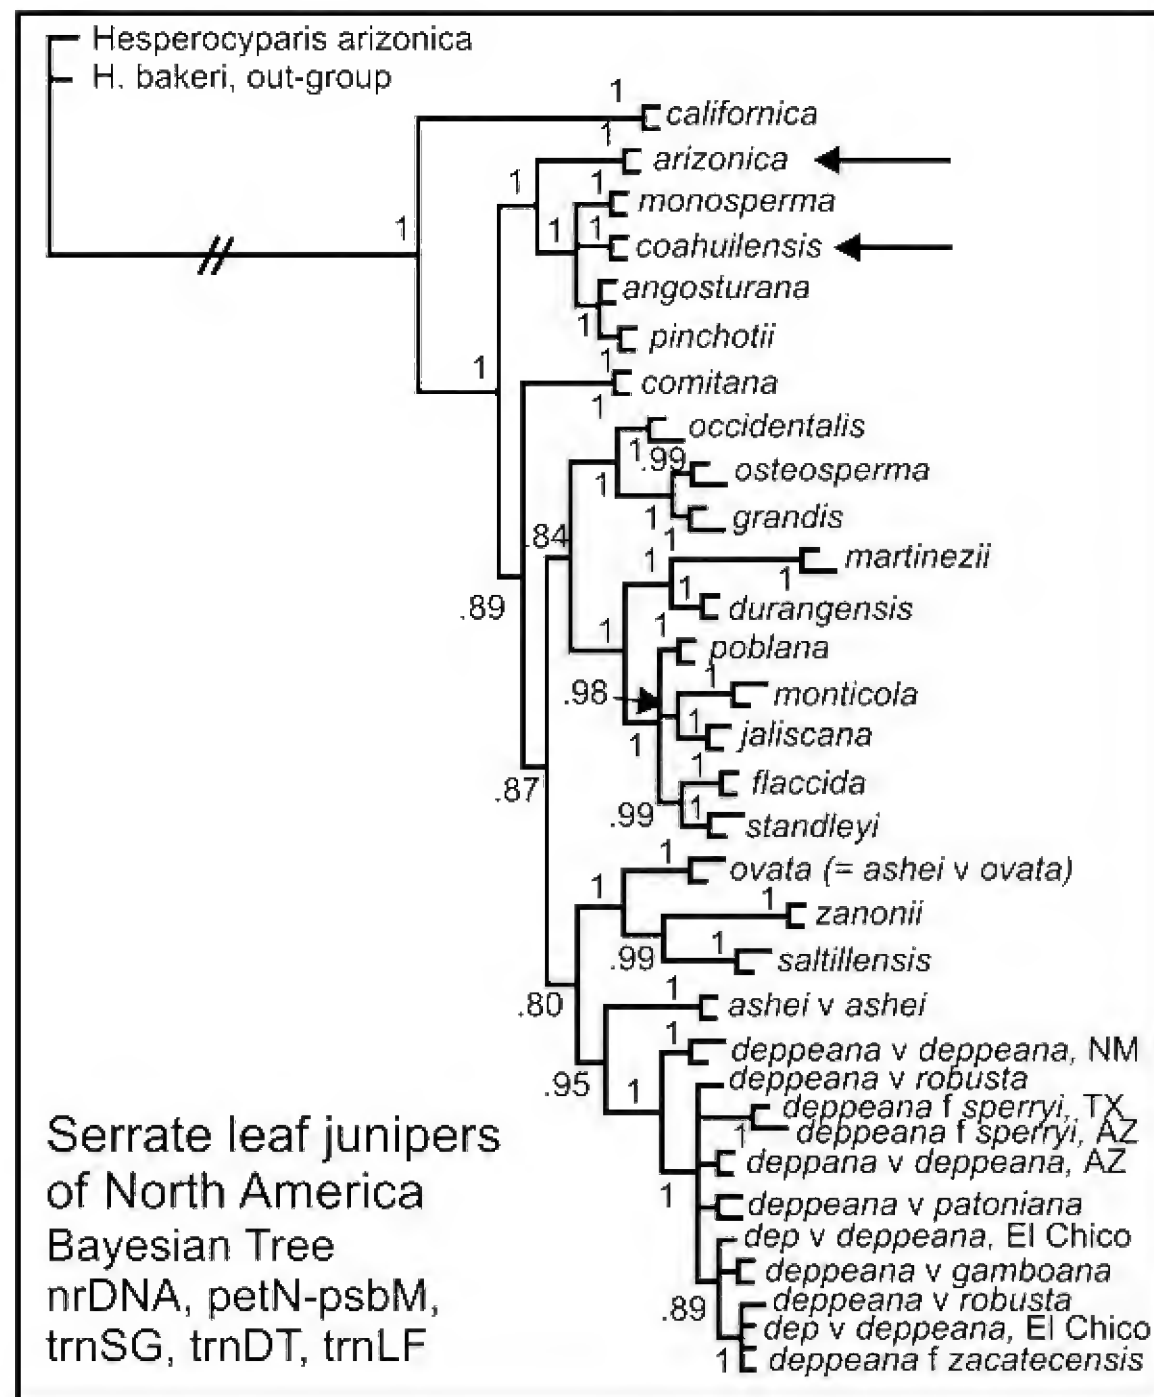 Hesperocyparis arizonica
H. bakeri, out-group
1
californica
1
arizonica
1
1
monosperma
1
1
1
coahuilensis
angosturana
1
pinchotii
1
1
comitana
1
occidentalis
1
.99
osteosperma
1
1
grandis
.84
1
1
martinezii
1
1
durangensis
.89
1
1
poblana
.98
1
monticola
1
jaliscana
1
1
flaccida
.87
1
.99
standleyi
1
ovata (= ashei v ovata)
1
1
zanonii
1
.99
saltillensis
1
.80
ashei v ashei
1
deppeana v deppeana, NM
.95
1
deppeana v robusta
deppeana f sperryi, TX
1
deppeana f sperryi, AZ
deppana v deppeana, AZ
1
deppeana v patoniana
dep v deppeana, El Chico
deppeana v gamboana
.89
deppeana v robusta
dep v deppeana, El Chico
1
deppeana f zacatecensis
Serrate leaf junipers
of North America
Bayesian Tree
nrDNA, petN-psbM,
trnSG, trnDT, trnLF